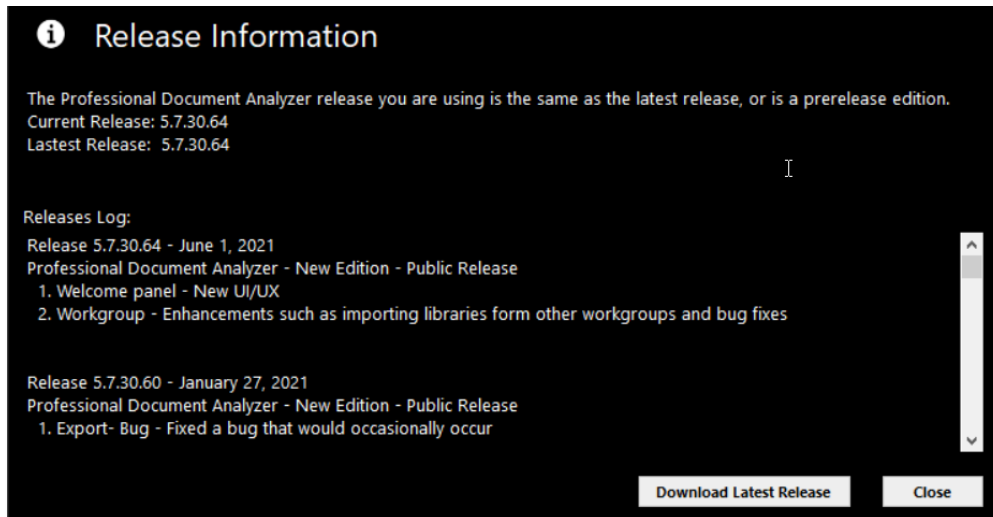 Release Information
The Professional Document Analyzer release you are using is the same as the latest release, or is a prerelease edition.
Current Release: 5.7.30.64
Lastest Release: 5.7.30.64
Releases Log:
Release 5.7.30.64 - June 1, 2021
Professional Document Analyzer - New Edition - Public Release
1. Welcome panel - New UI/UX
2. Workgroup - Enhancements such as importing libraries form other workgroups and bug fixes
Release 5.7.30.60 - January 27, 2021
Professional Document Analyzer - New Edition - Public Release
1. Export- Bug - Fixed a bug that would occasionally occur
Download Latest Release
Close